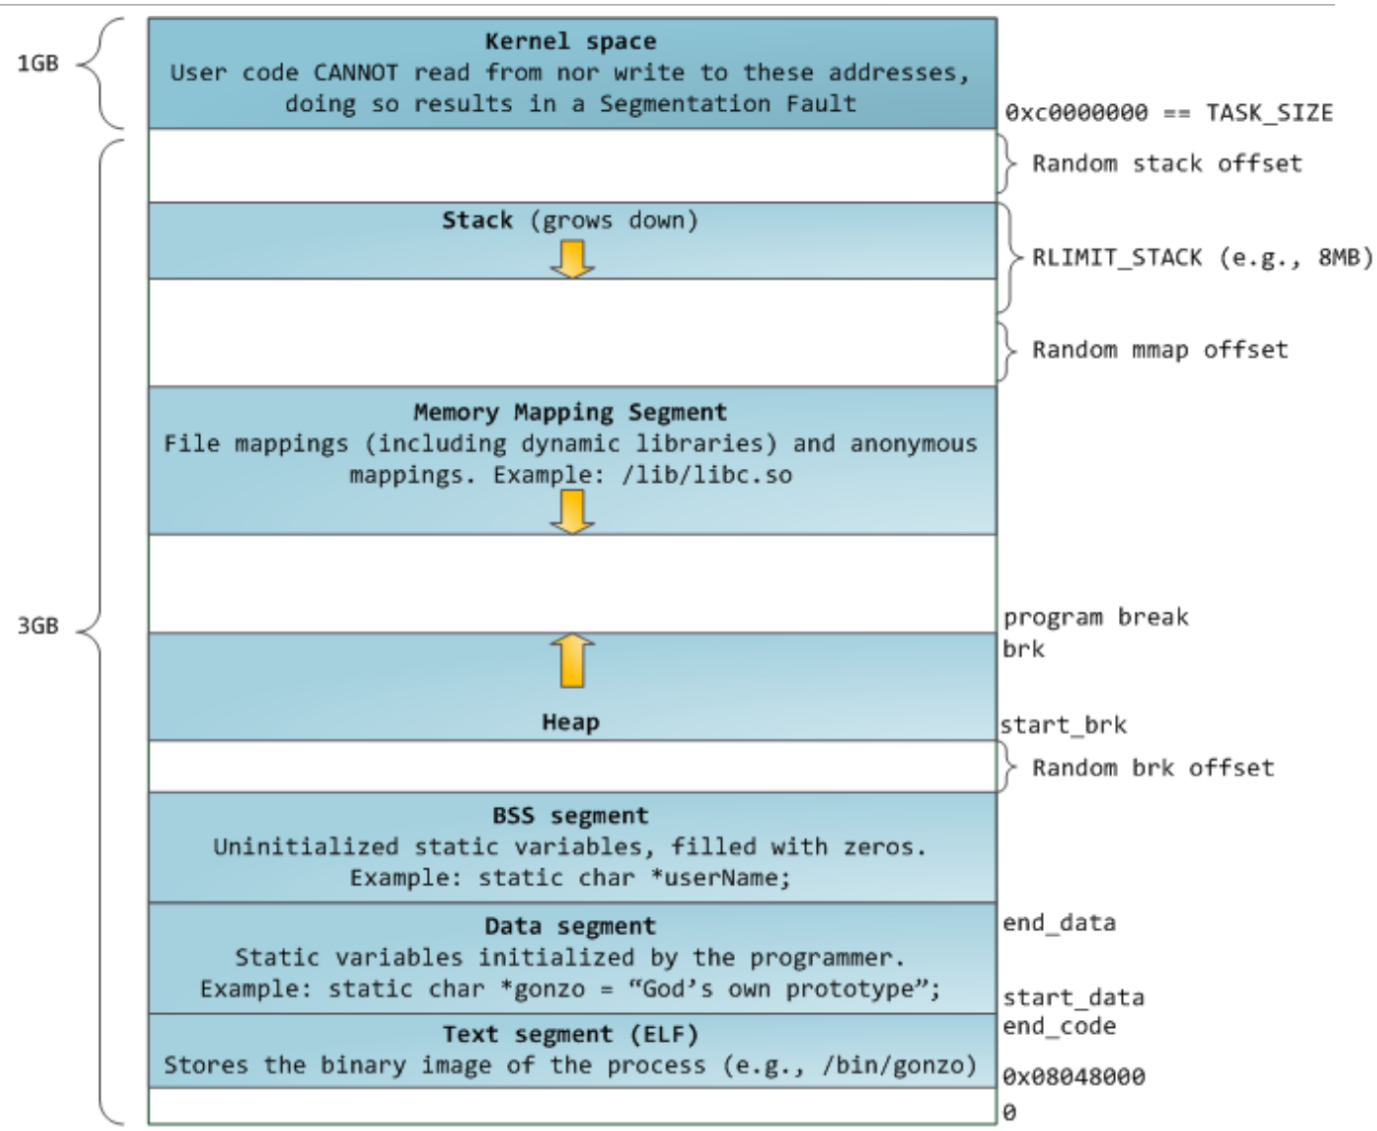 1GB
Kernel space
User code CANNOT read from nor write to these addresses,
doing so results in a Segmentation Fault
0xc0000000 == TASK_SIZE
Random stack offset
Stack (grows down)
RLIMIT_STACK (e.g., 8MB)
Random mmap offset
Memory Mapping Segment
File mappings (including dynamic libraries) and anonymous
mappings. Example: /lib/libc.so
3GB
program break
brk
Heap
start_brk
Random brk offset
BSS segment
Uninitialized static variables, filled with zeros.
Example: static char *userName;
Data segment
Static variables initialized by the programmer.
Example: static char *gonzo = “God’s own prototype”;
end_data
start_data
end_code
Text segment (ELF)
Stores the binary image of the process (e.g., /bin/gonzo)
0x08048000
0